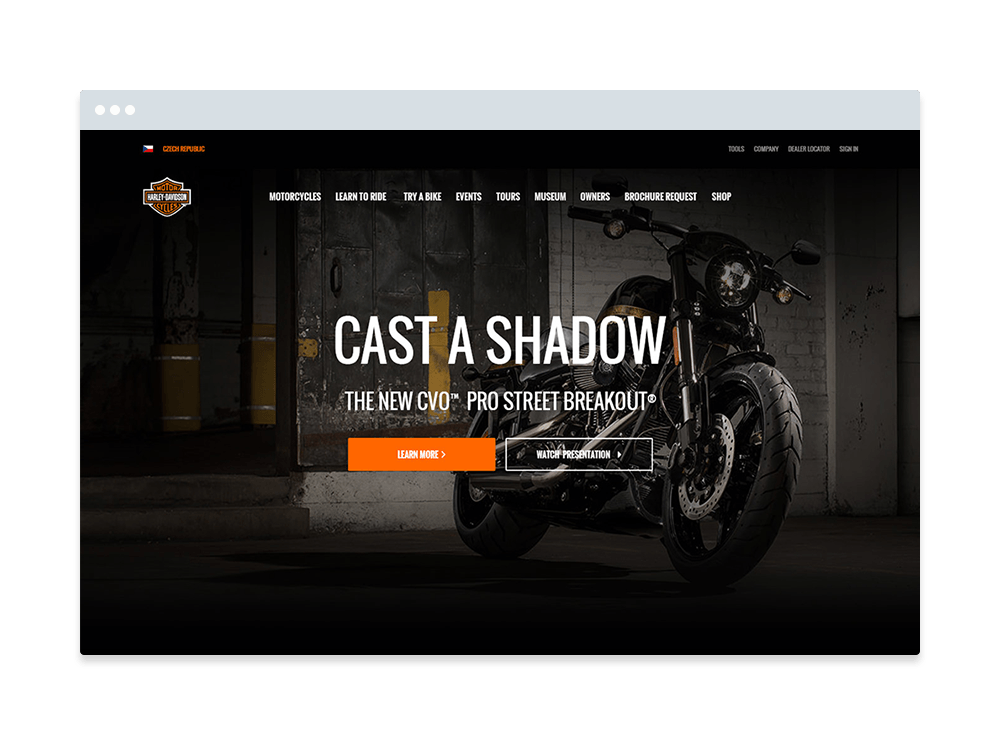 CZECH REPUBLIC
TOOLS COMPANY DEALER LOCATOR SIGN IN
MOTOR
HARLEY-DAVIDSON
CYCLES
MOTORCYCLES LEARN TO RIDE TRY A BIKE EVENTS TOURS MUSEUM OWNERS BROCHURE REQUEST SHOP
CAST A SHADOW
THE NEW CVO™ PRO STREET BREAKOUT®
LEARN MORE >
WATCH PRESENTATION